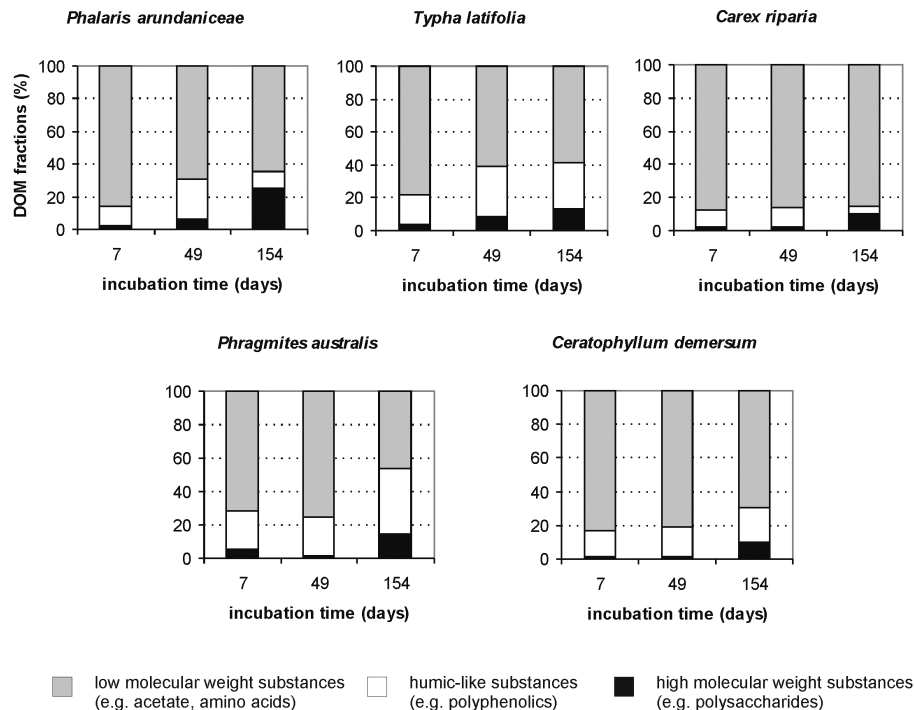 Phalaris arundaniceae
Typha latifolia
Carex riparia
DOM fractions (%)
100
80
60
40
20
0
7 49 154
incubation time (days)
100
80
60
40
20
0
7 49 154
incubation time (days)
100
80
60
40
20
0
7 49 154
incubation time (days)
Phragmites australis
Ceratophyllum demersum
100
80
60
40
20
0
7 49 154
incubation time (days)
100
80
60
40
20
0
7 49 154
incubation time (days)
low molecular weight substances
(e.g. acetate, amino acids)
humic-like substances
(e.g. polyphenolics)
high molecular weight substances
(e.g. polysaccharides)